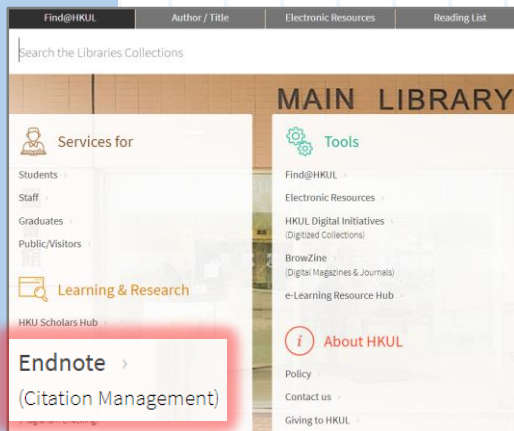 Find@HKUL
Author / Title
Electronic Resources
Reading List
Search the Libraries Collections
MAIN LIBRARY
Services for
Students
Staff
Graduates
Public/Visitors
Learning & Research
HKU Scholars Hub
Endnote
(Citation Management)
Tools
Find@HKUL
Electronic Resources
HKUL Digital Initiatives
(Digitized Collections)
BrowZine
(Digital Magazines & Journals)
e-Learning Resource Hub
About HKUL
Policy
Contact us
Giving to HKUL